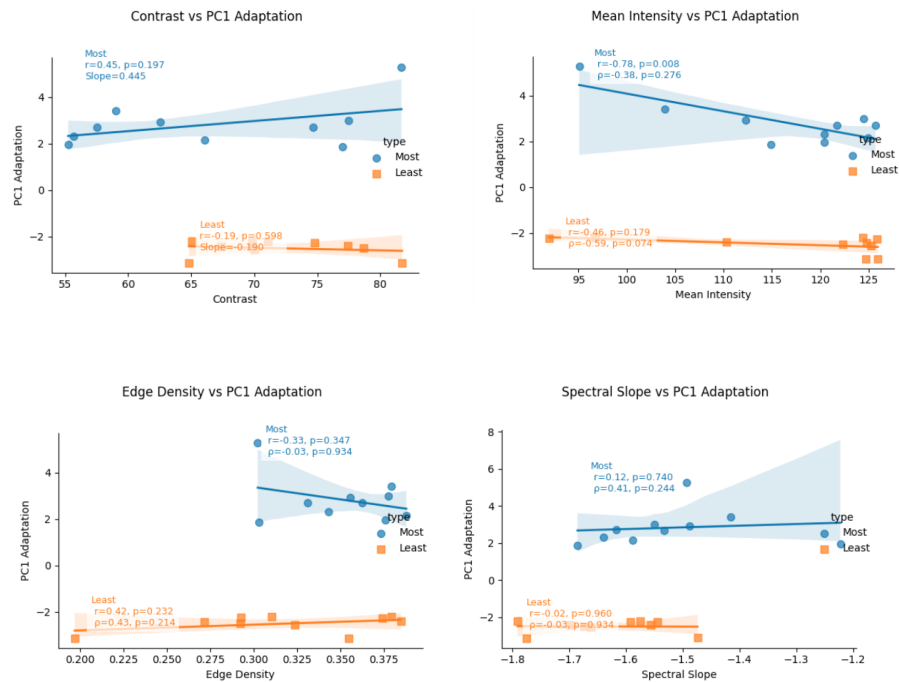 Contrast vs PC1 Adaptation
Most
r=0.45, p=0.197
Slope=0.445
4
2
0
−2
PC1 Adaptation
type
Most
Least
Least
r=-0.19, p=0.598
Slope=-0.190
55
60
65
70
75
80
Contrast
Mean Intensity vs PC1 Adaptation
Most
r=-0.78, p=0.008
ρ=-0.38, p=0.276
4
2
0
−2
PC1 Adaptation
type
Most
Least
Least
r=-0.46, p=0.179
ρ=-0.59, p=0.074
95
100
105
110
115
120
125
Mean Intensity
Edge Density vs PC1 Adaptation
Most
r=-0.33, p=0.347
ρ=-0.03, p=0.934
4
2
0
−2
PC1 Adaptation
type
Most
Least
Least
r=0.42, p=0.232
ρ=0.43, p=0.214
0.200
0.225
0.250
0.275
0.300
0.325
0.350
0.375
Edge Density
Spectral Slope vs PC1 Adaptation
Most
r=0.12, p=0.740
ρ=0.41, p=0.244
8
6
4
2
0
−2
PC1 Adaptation
type
Most
Least
Least
r=-0.02, p=0.960
ρ=-0.03, p=0.934
−1.8
−1.7
−1.6
−1.5
−1.4
−1.3
−1.2
Spectral Slope